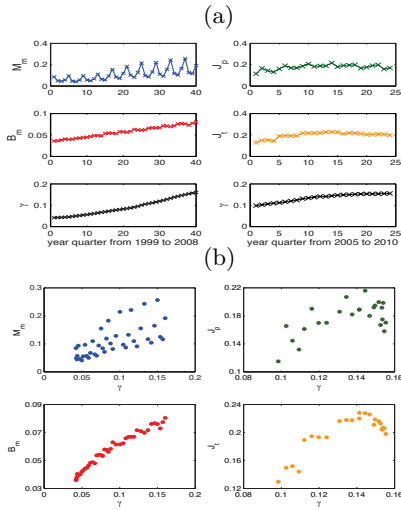 (a)
M_m
0.4
0.2
0
0 10 20 30 40
J_p
0.4
0.2
0
0 5 10 15 20 25
B_m
0.1
0.05
0
0 10 20 30 40
J_t
0.4
0.2
0
0 5 10 15 20 25
γ
0.2
0.1
0
0 10 20 30 40
year quarter from 1999 to 2008
γ
0.2
0.1
0
0 5 10 15 20 25
year quarter from 2005 to 2010
(b)
M_m
0.3
0.2
0.1
0
0 0.05 0.1 0.15 0.2
γ
J_p
0.22
0.18
0.14
0.1
0.08 0.1 0.12 0.14 0.16
γ
B_m
0.09
0.07
0.05
0.03
0 0.05 0.1 0.15 0.2
γ
J_t
0.24
0.2
0.16
0.12
0.08 0.1 0.12 0.14 0.16
γ